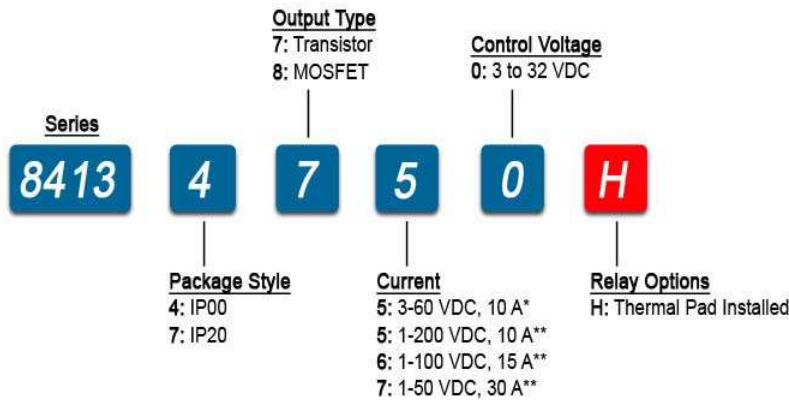 Output Type
7: Transistor
8: MOSFET
Control Voltage
0: 3 to 32 VDC
Series
8413 4 7 5 0 H
Package Style
4: IP00
7: IP20
Current
5: 3-60 VDC, 10 A*
5: 1-200 VDC, 10 A**
6: 1-100 VDC, 15 A**
7: 1-50 VDC, 30 A**
Relay Options
H: Thermal Pad Installed